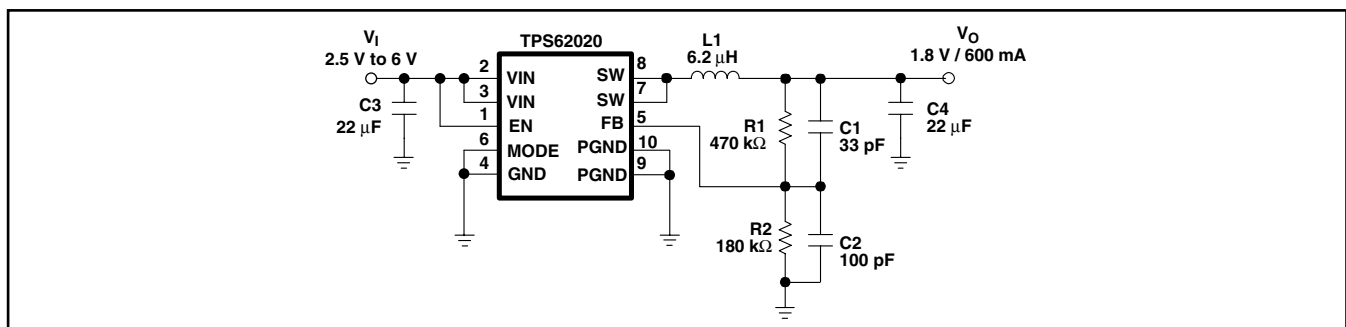 V_I
2.5 V to 6 V
C3
22 μF
TPS62020
2
VIN
3
VIN
1
EN
6
MODE
4
GND
8
SW
7
SW
5
FB
10
PGND
9
PGND
L1
6.2 μH
R1
470 kΩ
C1
33 pF
R2
180 kΩ
C2
100 pF
C4
22 μF
V_O
1.8 V / 600 mA